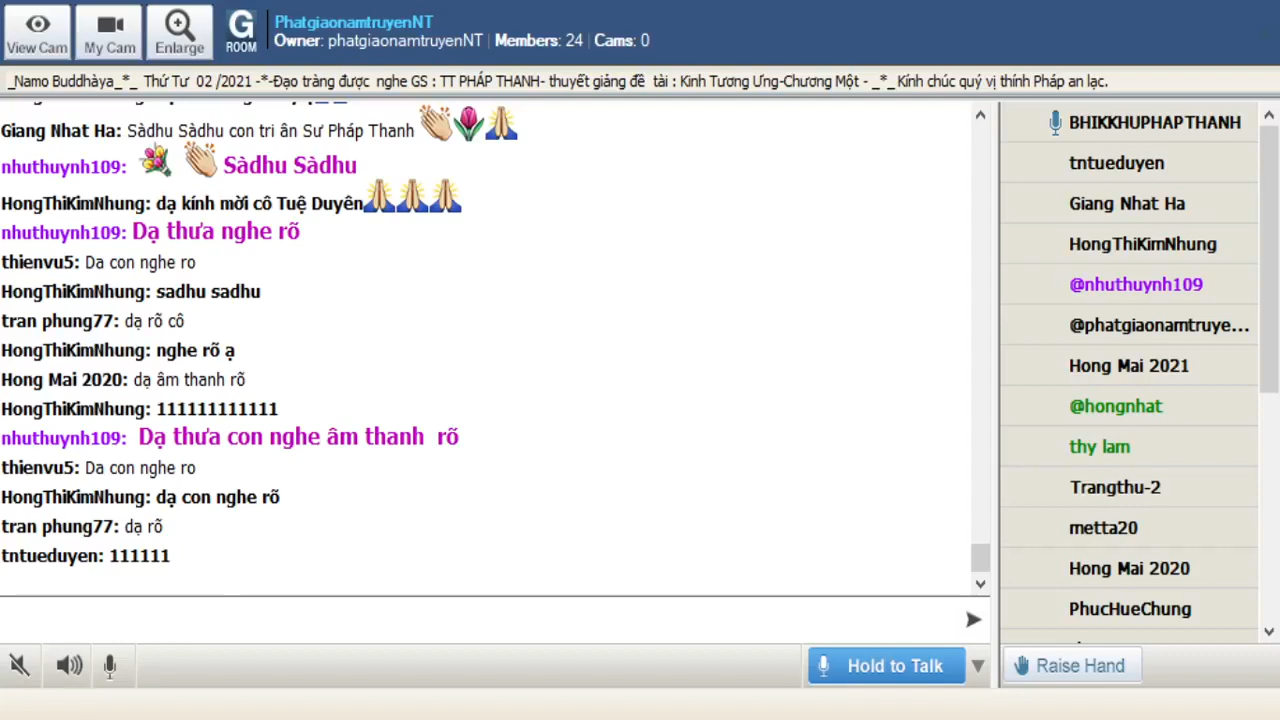 View Cam
My Cam
Enlarge
G
ROOM
PhatgiaonamtruyenNT
Owner: phatgiaonamtruyenNT | Members: 24 | Cams: 0
_Namo Buddhàya_*_ Thứ Tư 02 /2021 -*-Đạo tràng được nghe GS : TT PHÁP THANH- thuyết giảng đề tài : Kinh Tương Ưng-Chương Một - _*_ Kính chúc quý vị thính Pháp an lạc.
Giang Nhat Ha: Sàdhu Sàdhu con tri ân Sư Pháp Thanh
nhuthuynh109: Sàdhu Sàdhu
HongThiKimNhung: dạ kính mời cô Tuệ Duyên
nhuthuynh109: Dạ thưa nghe rõ
thienvu5: Da con nghe ro
HongThiKimNhung: sadhu sadhu
tran phung77: dạ rõ cô
HongThiKimNhung: nghe rõ ạ
Hong Mai 2020: dạ âm thanh rõ
HongThiKimNhung: 111111111111
nhuthuynh109: Dạ thưa con nghe âm thanh rõ
thienvu5: Da con nghe ro
HongThiKimNhung: dạ con nghe rõ
tran phung77: dạ rõ
tntueduyen: 111111
BHIKKHUPHAPTHANH
tntueduyen
Giang Nhat Ha
HongThiKimNhung
@nhuthuynh109
@phatgiaonamtruye...
Hong Mai 2021
@hongnhat
thy lam
Trangthu-2
metta20
Hong Mai 2020
PhucHueChung
Hold to Talk
Raise Hand